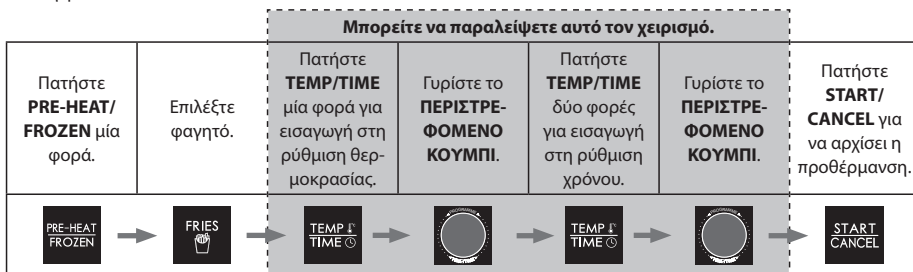 Μπορείτε να παραλείψετε αυτό τον χειρισμό.
Πατήστε
PRE-HEAT/
FROZEN μία
φορά.
Επιλέξτε
φαγητό.
Πατήστε
TEMP/TIME
μία φορά για
εισαγωγή στη
ρύθμιση θερ-
μοκρασίας.
Γυρίστε το
ΠΕΡΙΣΤΡΕ-
ΦΟΜΕΝΟ
ΚΟΥΜΠΙ.
Πατήστε
TEMP/TIME
δύο φορές
για εισαγωγή
στη ρύθμιση
χρόνου.
Γυρίστε το
ΠΕΡΙΣΤΡΕ-
ΦΟΜΕΝΟ
ΚΟΥΜΠΙ.
Πατήστε
START/
CANCEL για
να αρχίσει η
προθέρμανση.
PRE-HEAT
FROZEN
FRIES
TEMP
TIME
TEMP
TIME
START
CANCEL